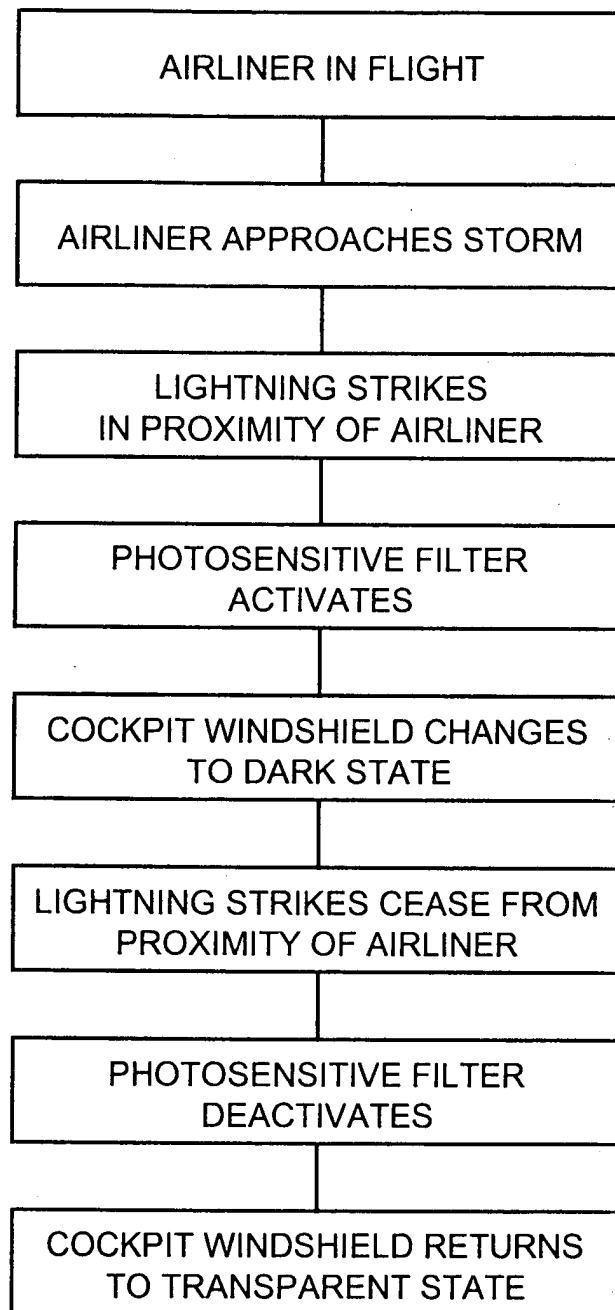 AIRLINER IN FLIGHT
AIRLINER APPROACHES STORM
LIGHTNING STRIKES
IN PROXIMITY OF AIRLINER
PHOTOSENSITIVE FILTER
ACTIVATES
COCKPIT WINDSHIELD CHANGES
TO DARK STATE
LIGHTNING STRIKES CEASE FROM
PROXIMITY OF AIRLINER
PHOTOSENSITIVE FILTER
DEACTIVATES
COCKPIT WINDSHIELD RETURNS
TO TRANSPARENT STATE